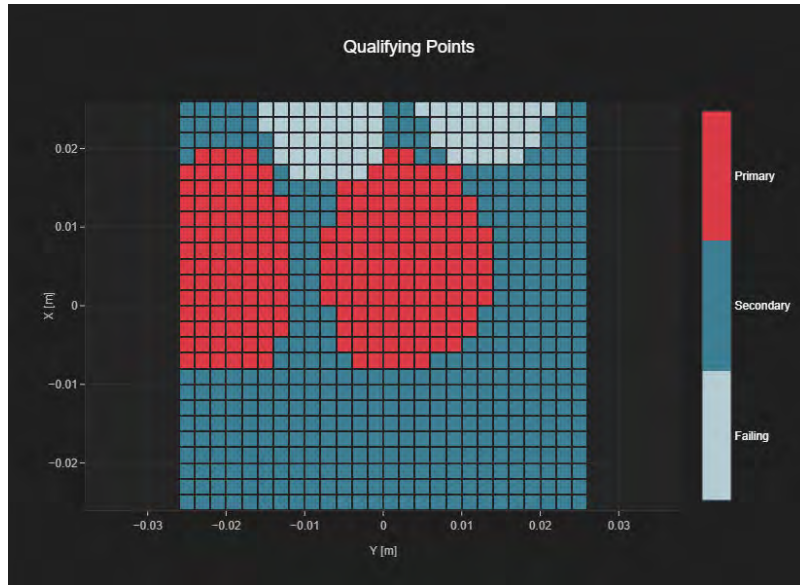 Qualifying Points
0.02
0.01
0
−0.01
−0.02
X [m]
−0.03
−0.02
−0.01
0
0.01
0.02
0.03
Y [m]
Primary
Secondary
Failing